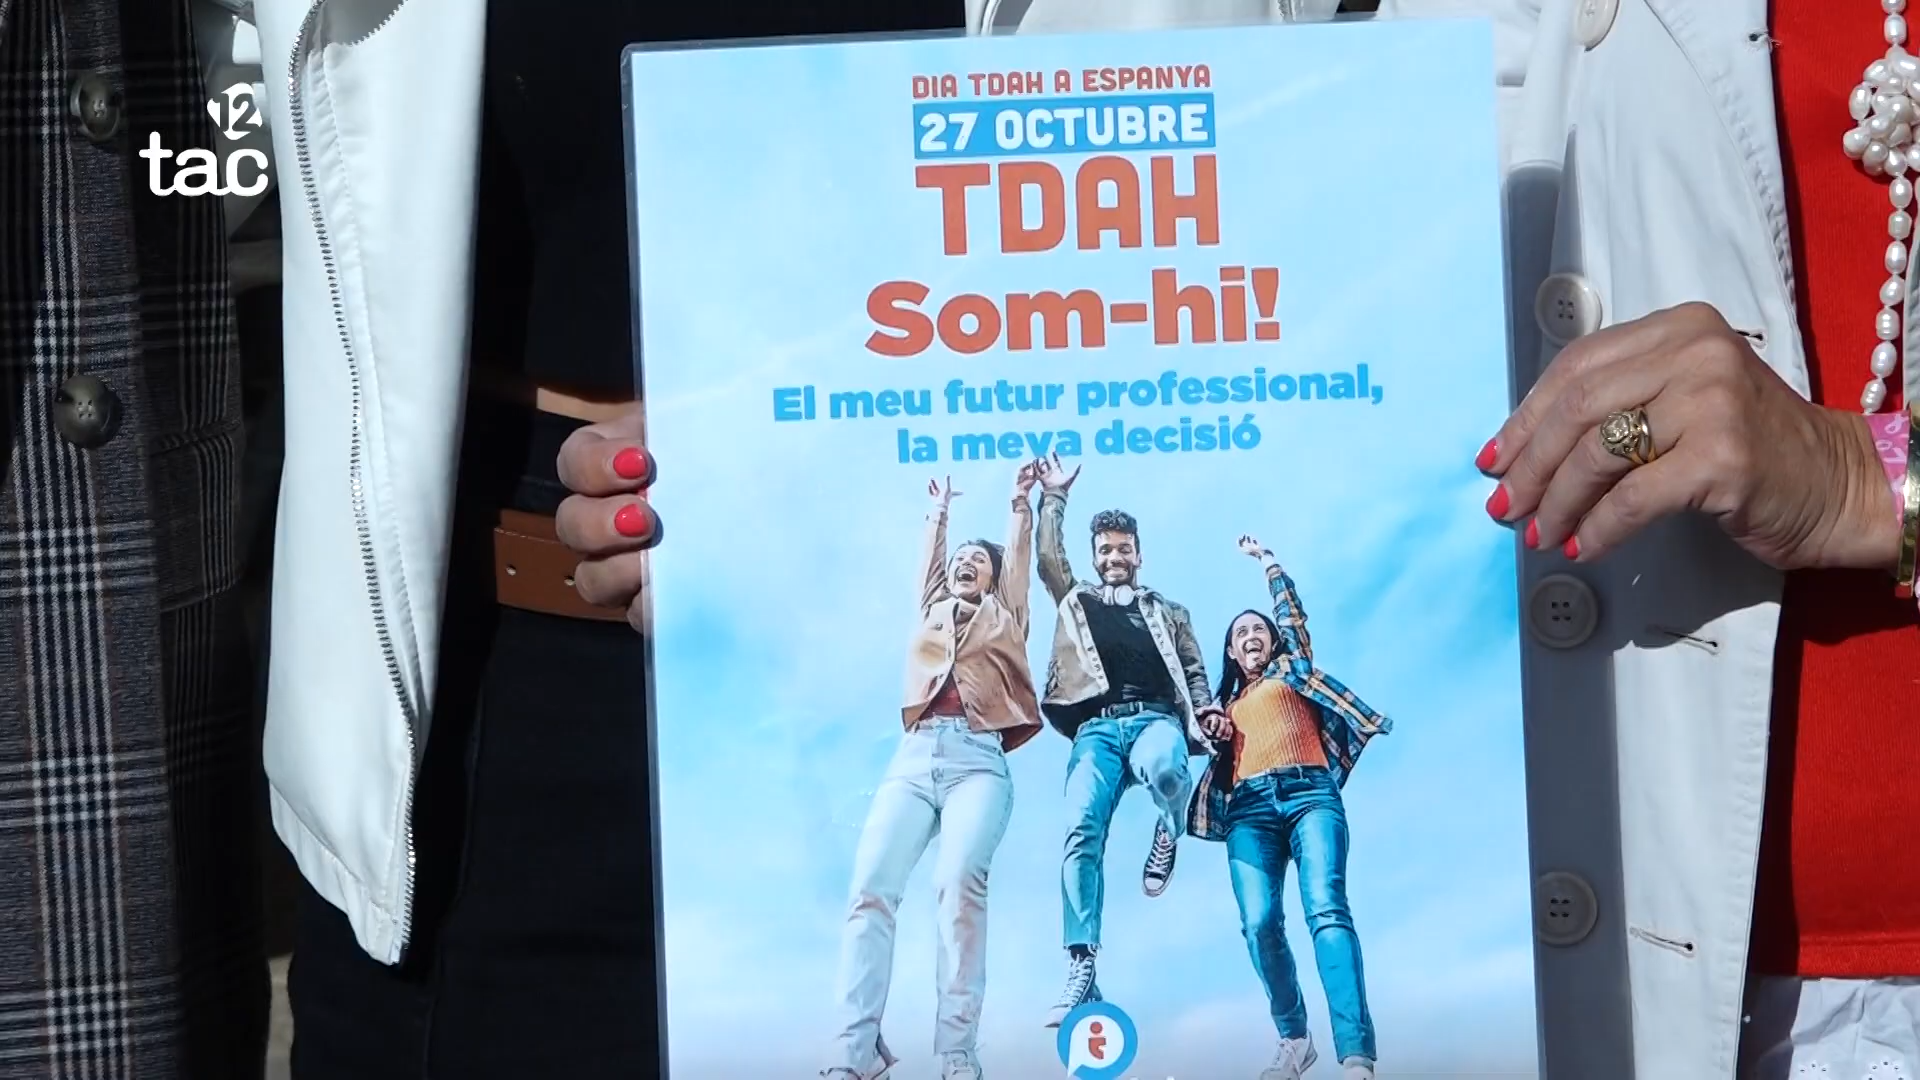 12
tac
DIA TDAH A ESPANYA
27 OCTUBRE
TDAH
Som-hi!
El meu futur professional,
la meva decisió